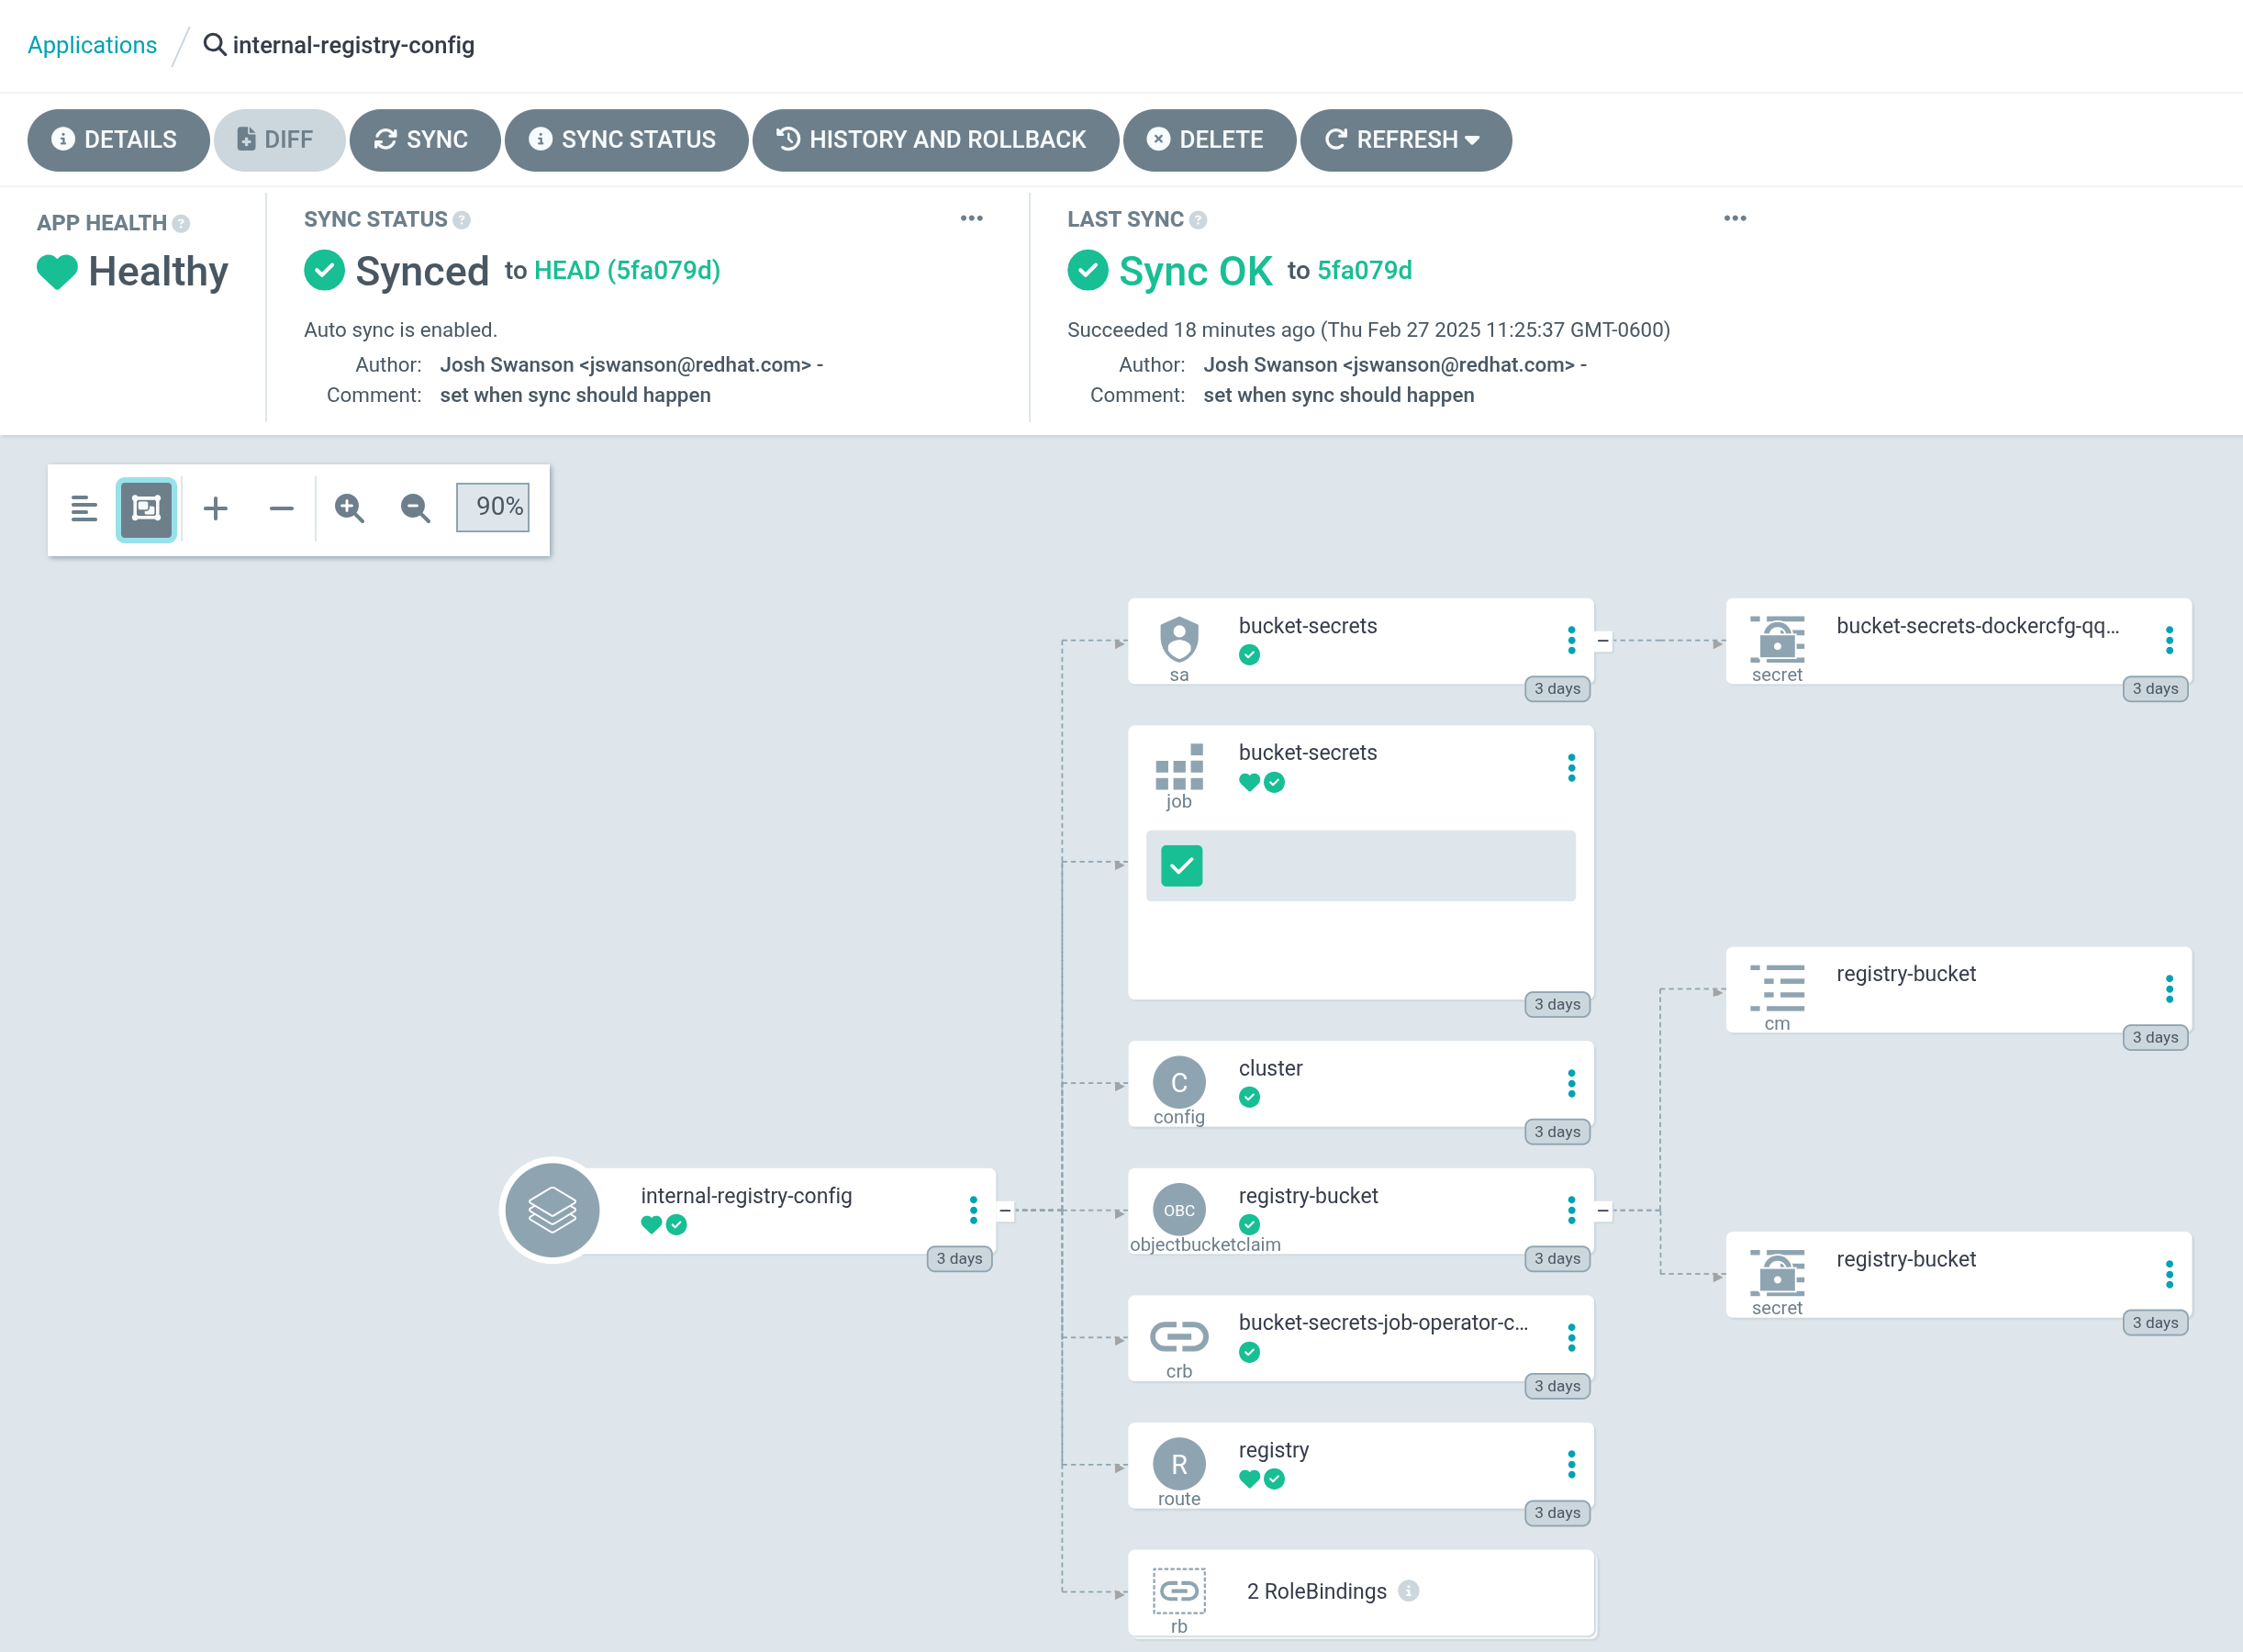 Applications / internal-registry-config
DETAILS DIFF SYNC SYNC STATUS HISTORY AND ROLLBACK DELETE REFRESH
APP HEALTH ?
Healthy
SYNC STATUS ?
Synced to HEAD (5fa079d)
Auto sync is enabled.
Author: Josh Swanson <jswanson@redhat.com> -
Comment: set when sync should happen
LAST SYNC ?
Sync OK to 5fa079d
Succeeded 18 minutes ago (Thu Feb 27 2025 11:25:37 GMT-0600)
Author: Josh Swanson <jswanson@redhat.com> -
Comment: set when sync should happen
90%
internal-registry-config
3 days
bucket-secrets
sa
3 days
bucket-secrets
job
3 days
C
cluster
config
3 days
OBC
registry-bucket
objectbucketclaim
3 days
bucket-secrets-job-operator-c...
crb
3 days
R
registry
route
3 days
2 RoleBindings
rb
bucket-secrets-dockercfg-qq...
secret
3 days
registry-bucket
cm
3 days
registry-bucket
secret
3 days